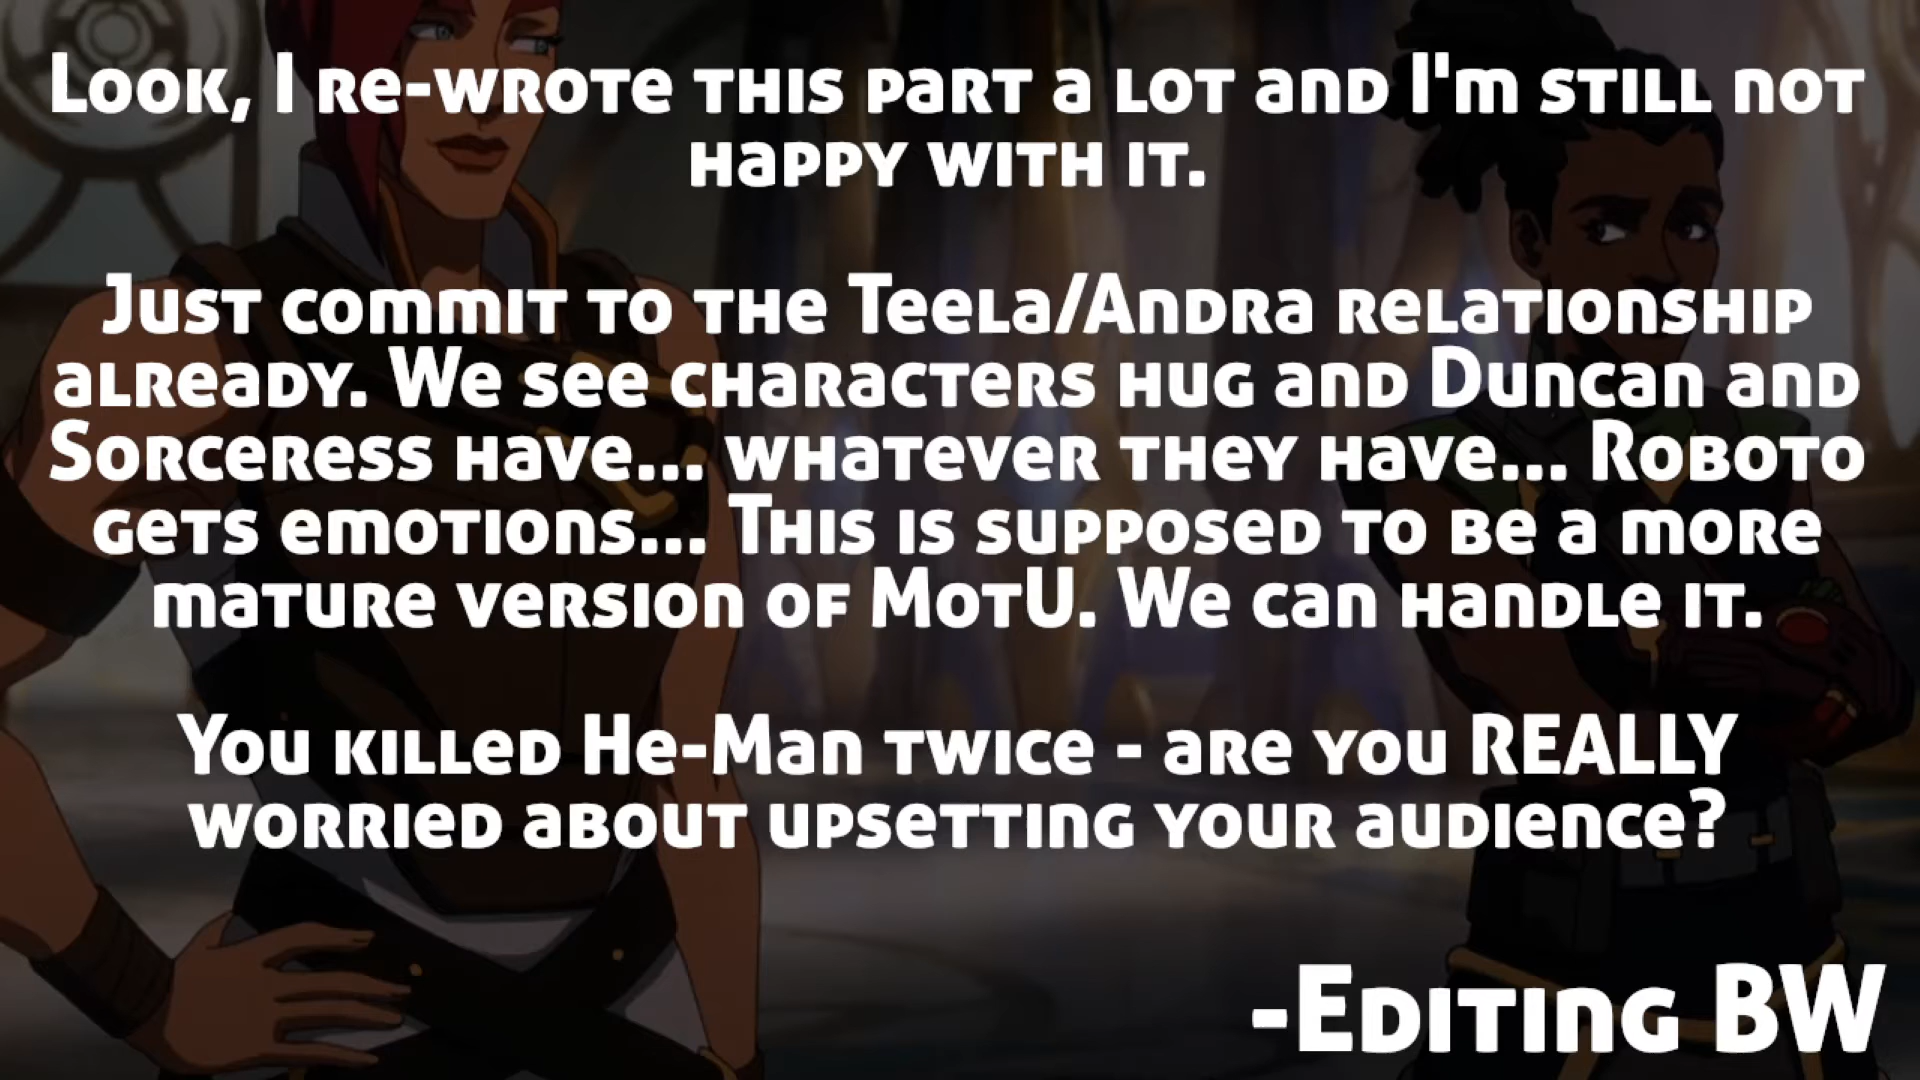 Look, I re-wrote this part a lot and I'm still not
happy with it.
Just commit to the Teela/Andra relationship
already. We see characters hug and Duncan and
Sorceress have... whatever they have... Roboto
gets emotions... This is supposed to be a more
mature version of MotU. We can handle it.
You killed He-Man twice - are you REALLY
worried about upsetting your audience?
-Editing BW